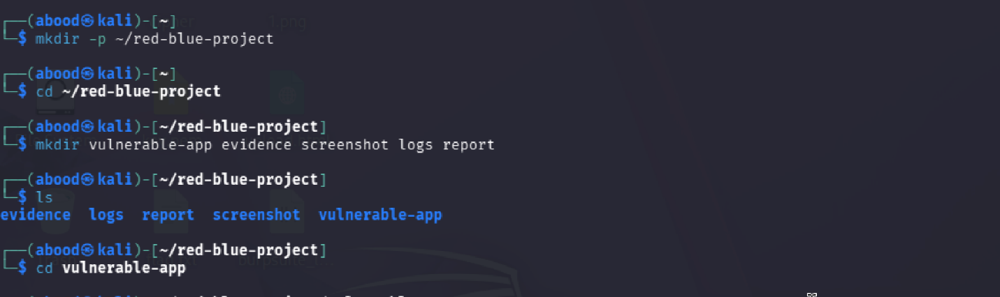 ┌──(abood㉿kali)-[~]
└─$ mkdir -p ~/red-blue-project
┌──(abood㉿kali)-[~]
└─$ cd ~/red-blue-project
┌──(abood㉿kali)-[~/red-blue-project]
└─$ mkdir vulnerable-app evidence screenshot logs report
┌──(abood㉿kali)-[~/red-blue-project]
└─$ ls
evidence logs report screenshot vulnerable-app
┌──(abood㉿kali)-[~/red-blue-project]
└─$ cd vulnerable-app